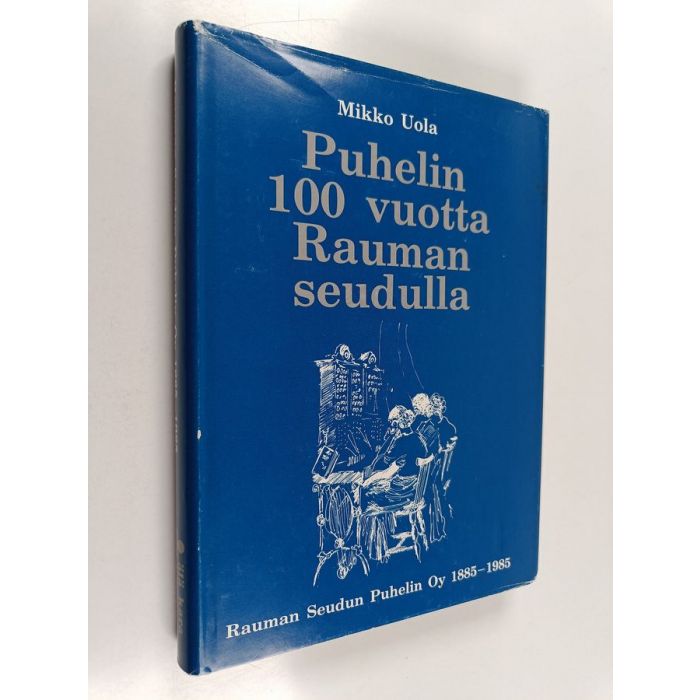 Mikko Uola
Puhelin
100 vuotta
Rauman
seudulla
Rauman Seudun Puhelin Oy 1885–1985